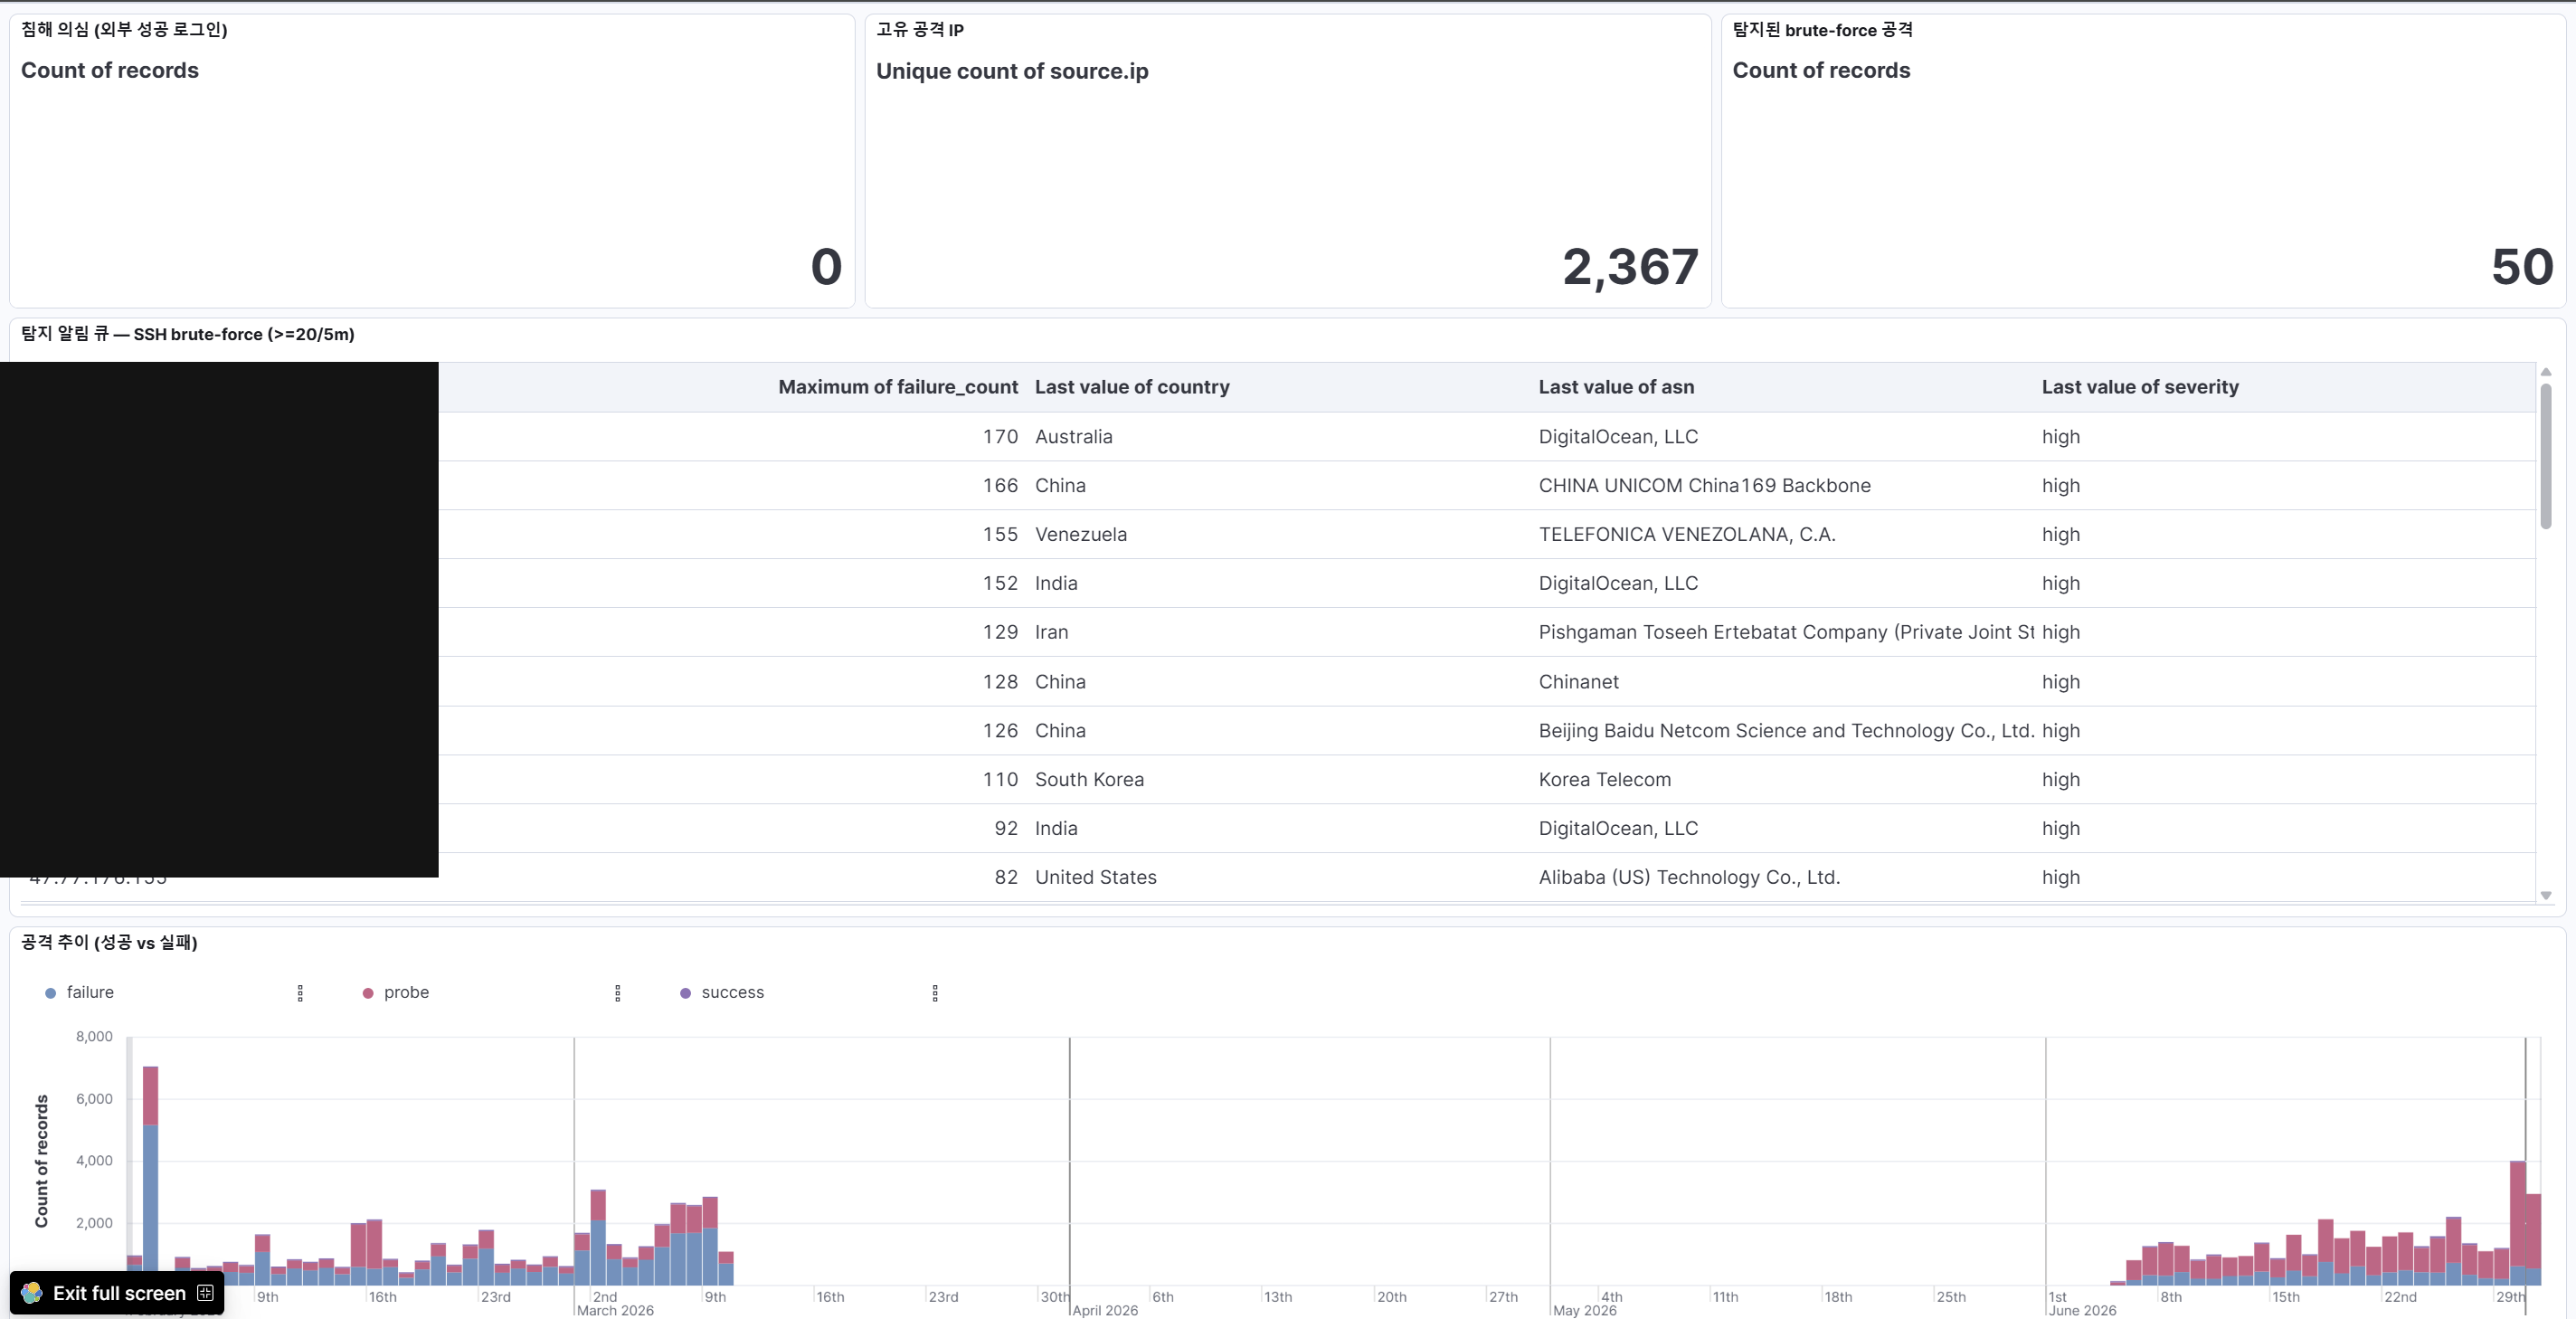 침해 의심 (외부 성공 로그인)
Count of records
0
고유 공격 IP
Unique count of source.ip
2,367
탐지된 brute-force 공격
Count of records
50
탐지 알림 큐 — SSH brute-force (>=20/5m)
Maximum of failure_count Last value of country Last value of asn Last value of severity
170 Australia DigitalOcean, LLC high
166 China CHINA UNICOM China169 Backbone high
155 Venezuela TELEFONICA VENEZOLANA, C.A. high
152 India DigitalOcean, LLC high
129 Iran Pishgaman Toseeh Ertebatat Company (Private Joint St high
128 China Chinanet high
126 China Beijing Baidu Netcom Science and Technology Co., Ltd. high
110 South Korea Korea Telecom high
92 India DigitalOcean, LLC high
82 United States Alibaba (US) Technology Co., Ltd. high
공격 추이 (성공 vs 실패)
failure probe success
Count of records
8,000
6,000
4,000
2,000
9th 16th 23rd 2nd 9th 16th 23rd 30th 6th 13th 20th 27th 4th 11th 18th 25th 1st 8th 15th 22nd 29th
March 2026 April 2026 May 2026 June 2026
Exit full screen